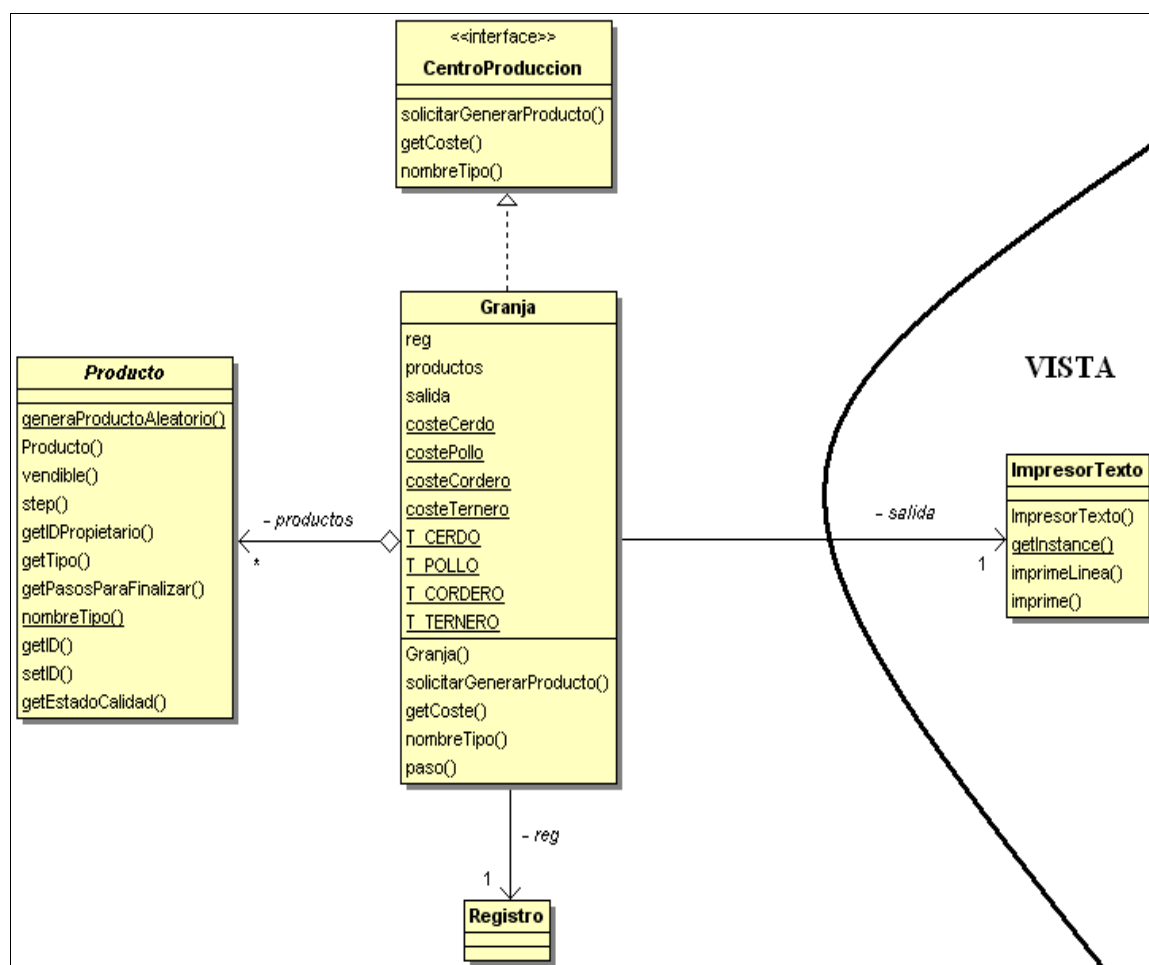 <<interface>>
CentroProduccion
solicitarGenerarProducto()
getCoste()
nombreTipo()
Granja
reg
productos
salida
costeCerdo
costePollo
costeCordero
costeTernero
T_CERDO
T_POLLO
T_CORDERO
T_TERNERO
Granja()
solicitarGenerarProducto()
getCoste()
nombreTipo()
paso()
Producto
generaProductoAleatorio()
Producto()
vendible()
step()
getIDPropietario()
getTipo()
getPasosParaFinalizar()
nombreTipo()
getID()
setID()
getEstadoCalidad()
- productos
*
VISTA
- salida
1
ImpresorTexto
ImpresorTexto()
getInstance()
imprimeLinea()
imprime()
- reg
1
Registro